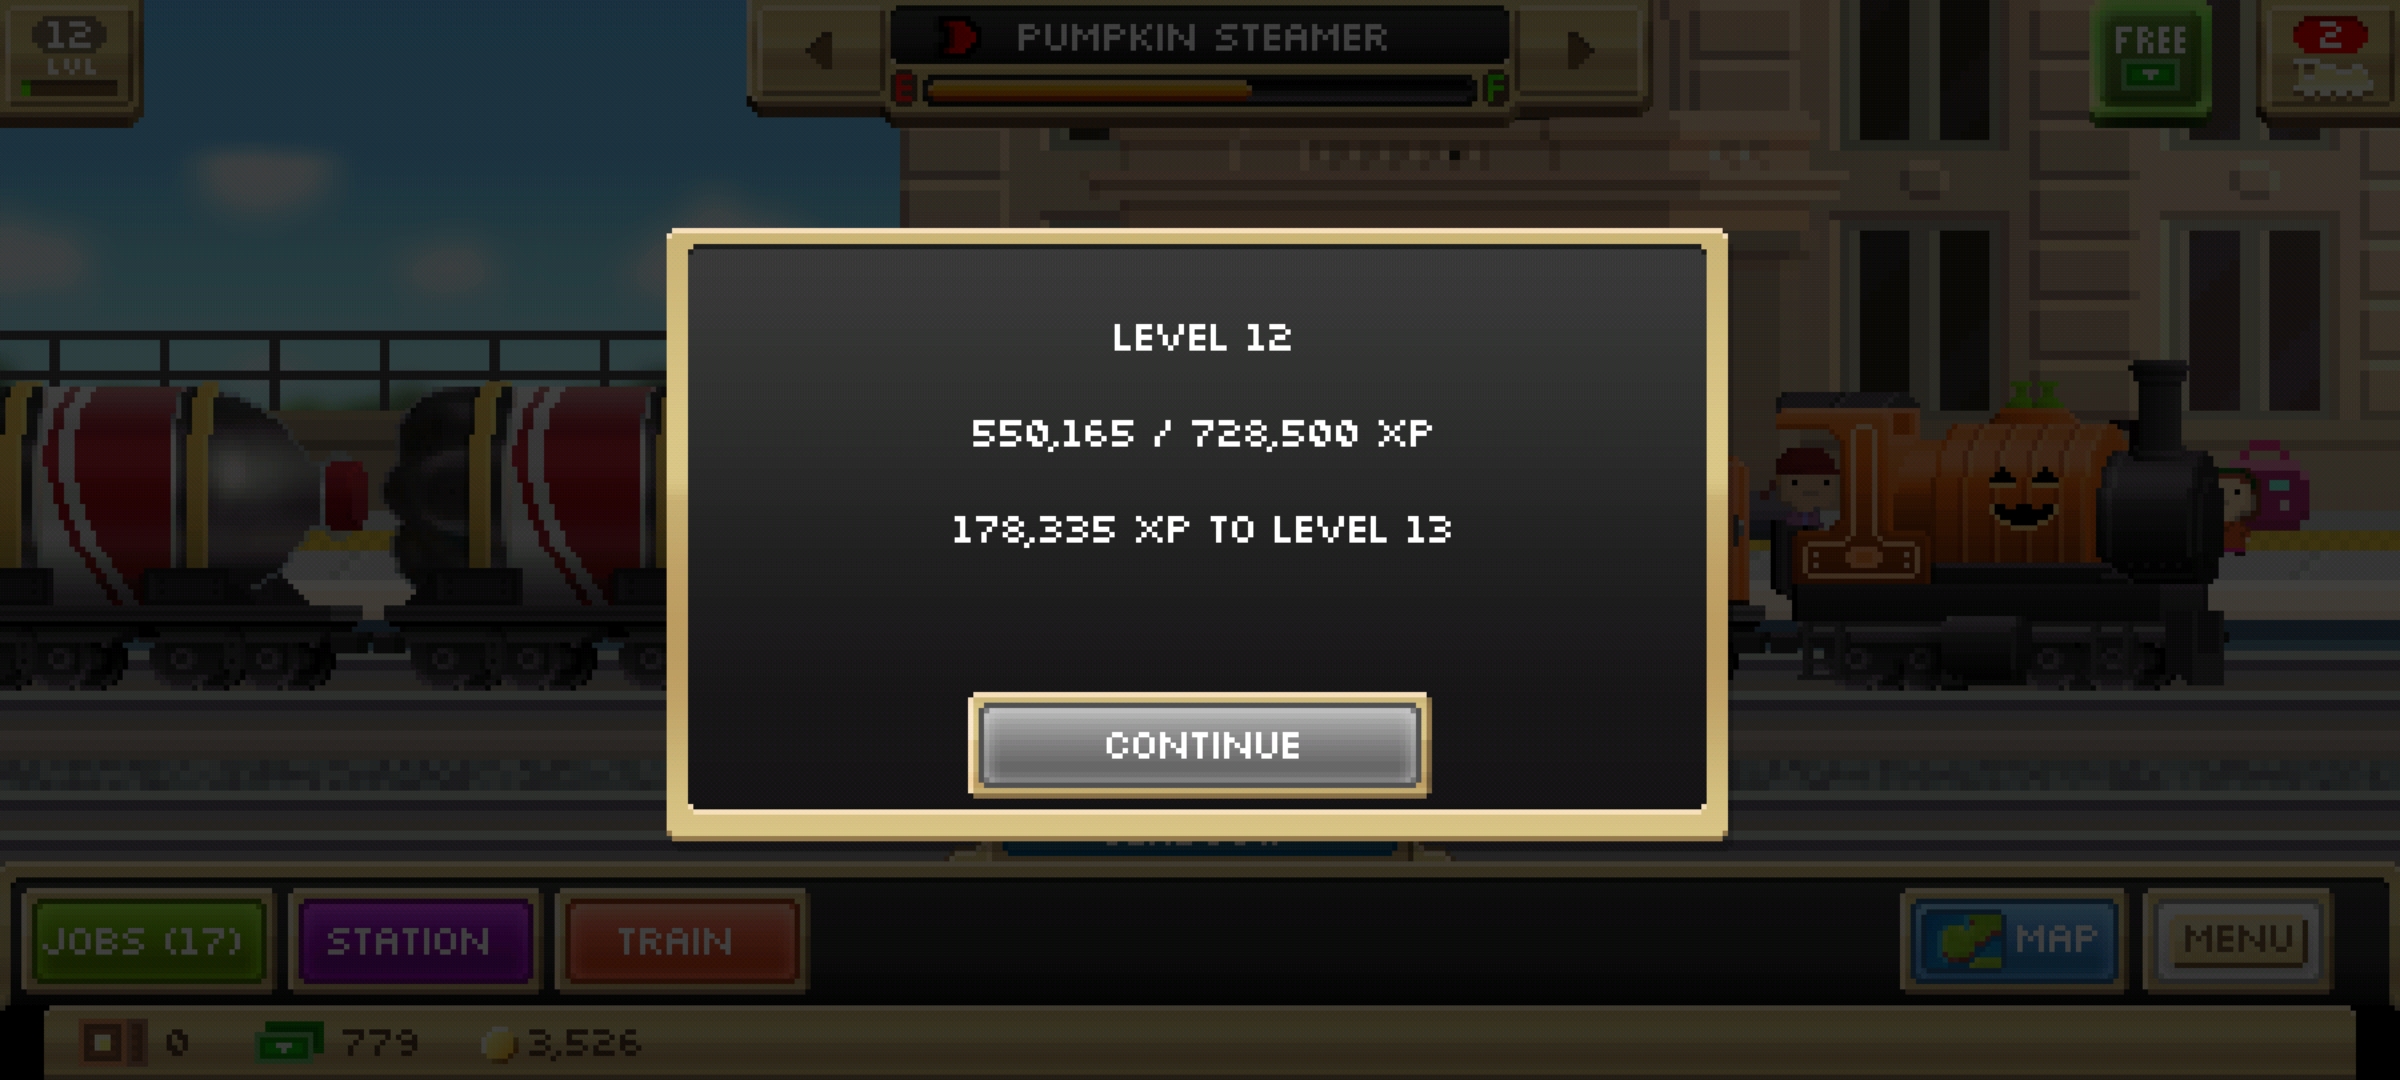 12
LVL
PUMPKIN STEAMER
E
F
FREE
2
LEVEL 12
550,165 / 728,500 XP
178,335 XP TO LEVEL 13
CONTINUE
JOBS (17)
STATION
TRAIN
MAP
MENU
0
779
3,526